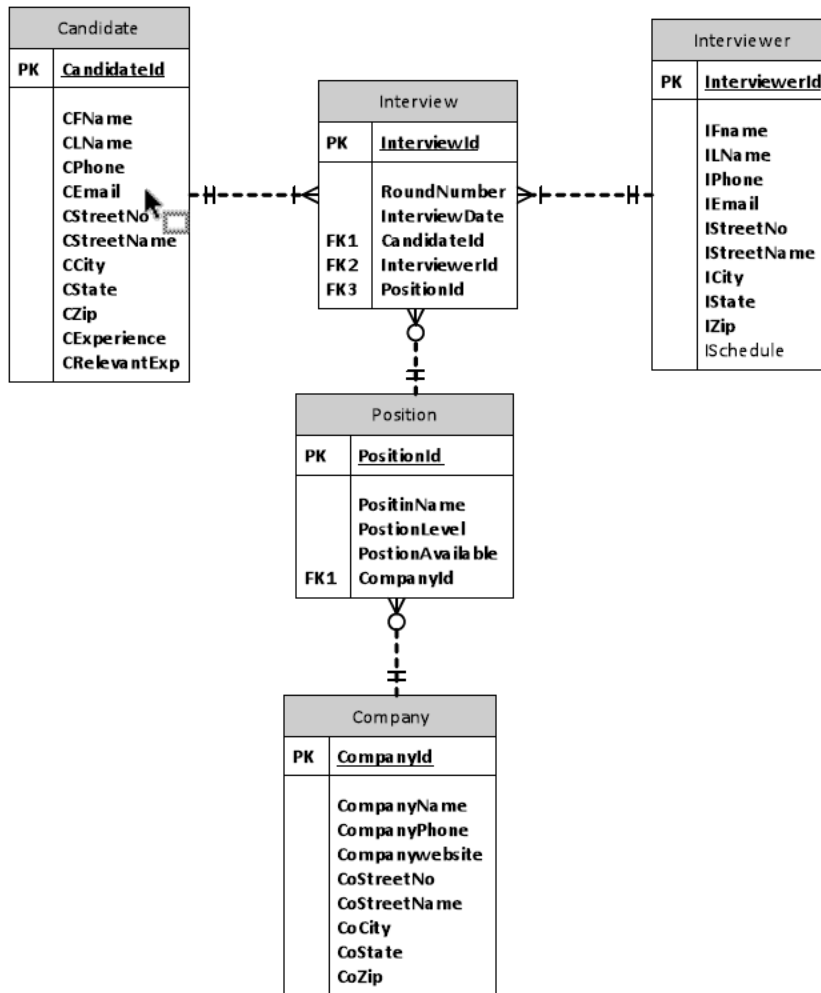 Candidate
PK CandidateId
CFName
CLName
CPhone
CEmail
CStreetNo
CStreetName
CCity
CState
CZip
CExperience
CRelevantExp
Interview
PK InterviewId
RoundNumber
InterviewDate
FK1 CandidateId
FK2 InterviewerId
FK3 PositionId
Interviewer
PK InterviewerId
IFname
ILName
IPhone
IEmail
IStreetNo
IStreetName
ICity
IState
IZip
ISchedule
Position
PK PositionId
PositinName
PostionLevel
PostionAvailable
FK1 CompanyId
Company
PK CompanyId
CompanyName
CompanyPhone
Companywebsite
CoStreetNo
CoStreetName
CoCity
CoState
CoZip